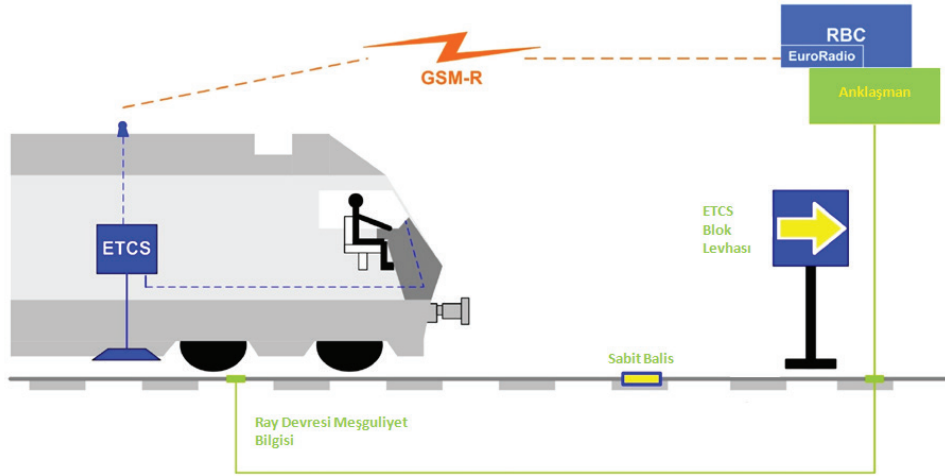 RBC
EuroRadio
GSM-R
Anklaşman
ETCS
ETCS
Blok
Levhası
Sabit Balis
Ray Devresi Meşguliyet
Bilgisi